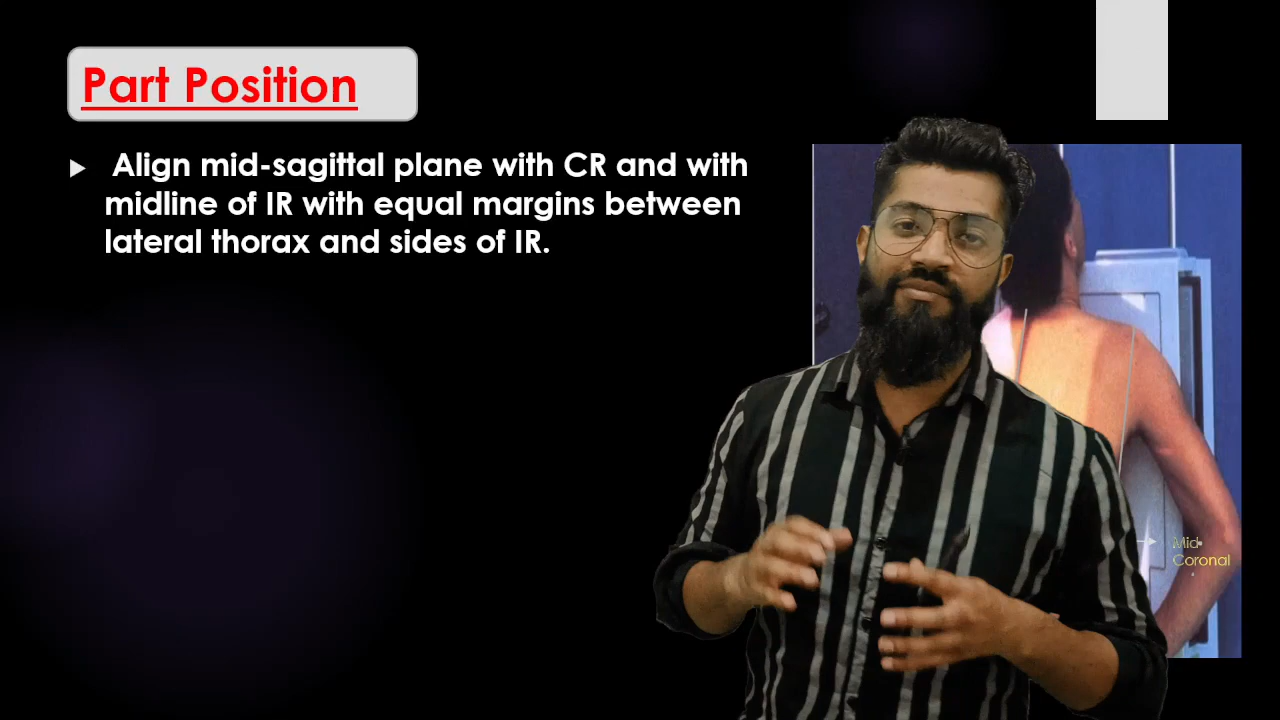 Part Position
Align mid-sagittal plane with CR and with
midline of IR with equal margins between
lateral thorax and sides of IR.
Mid-
Coronal